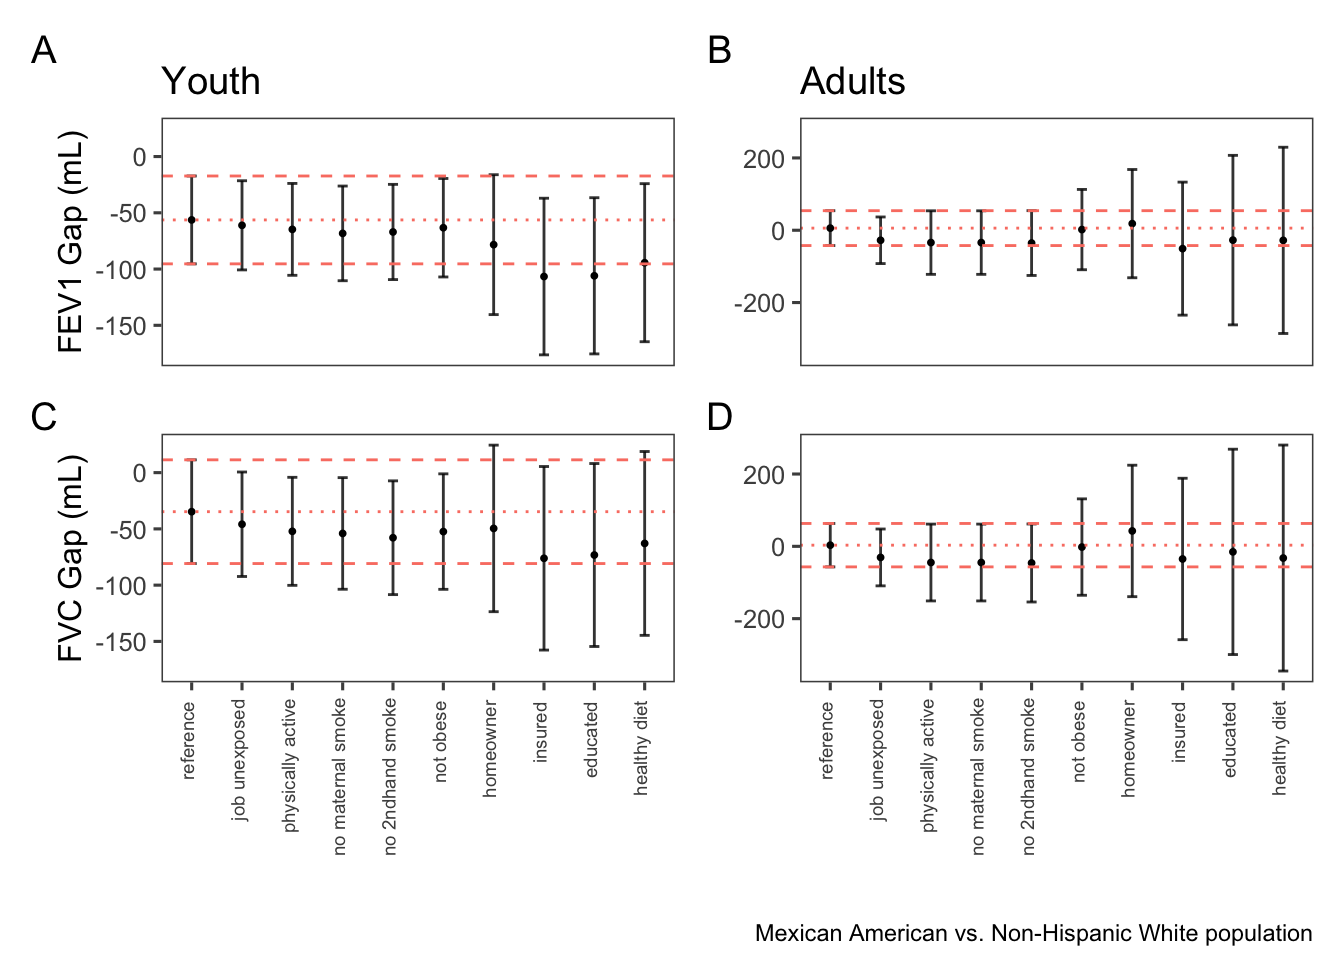 A
B
Youth
Adults
FEV1 Gap (mL)
0
-50
-100
-150
200
0
-200
C
D
FVC Gap (mL)
0
-50
-100
-150
200
0
-200
reference
job unexposed
physically active
no maternal smoke
no 2ndhand smoke
not obese
homeowner
insured
educated
healthy diet
reference
job unexposed
physically active
no maternal smoke
no 2ndhand smoke
not obese
homeowner
insured
educated
healthy diet
Mexican American vs. Non-Hispanic White population